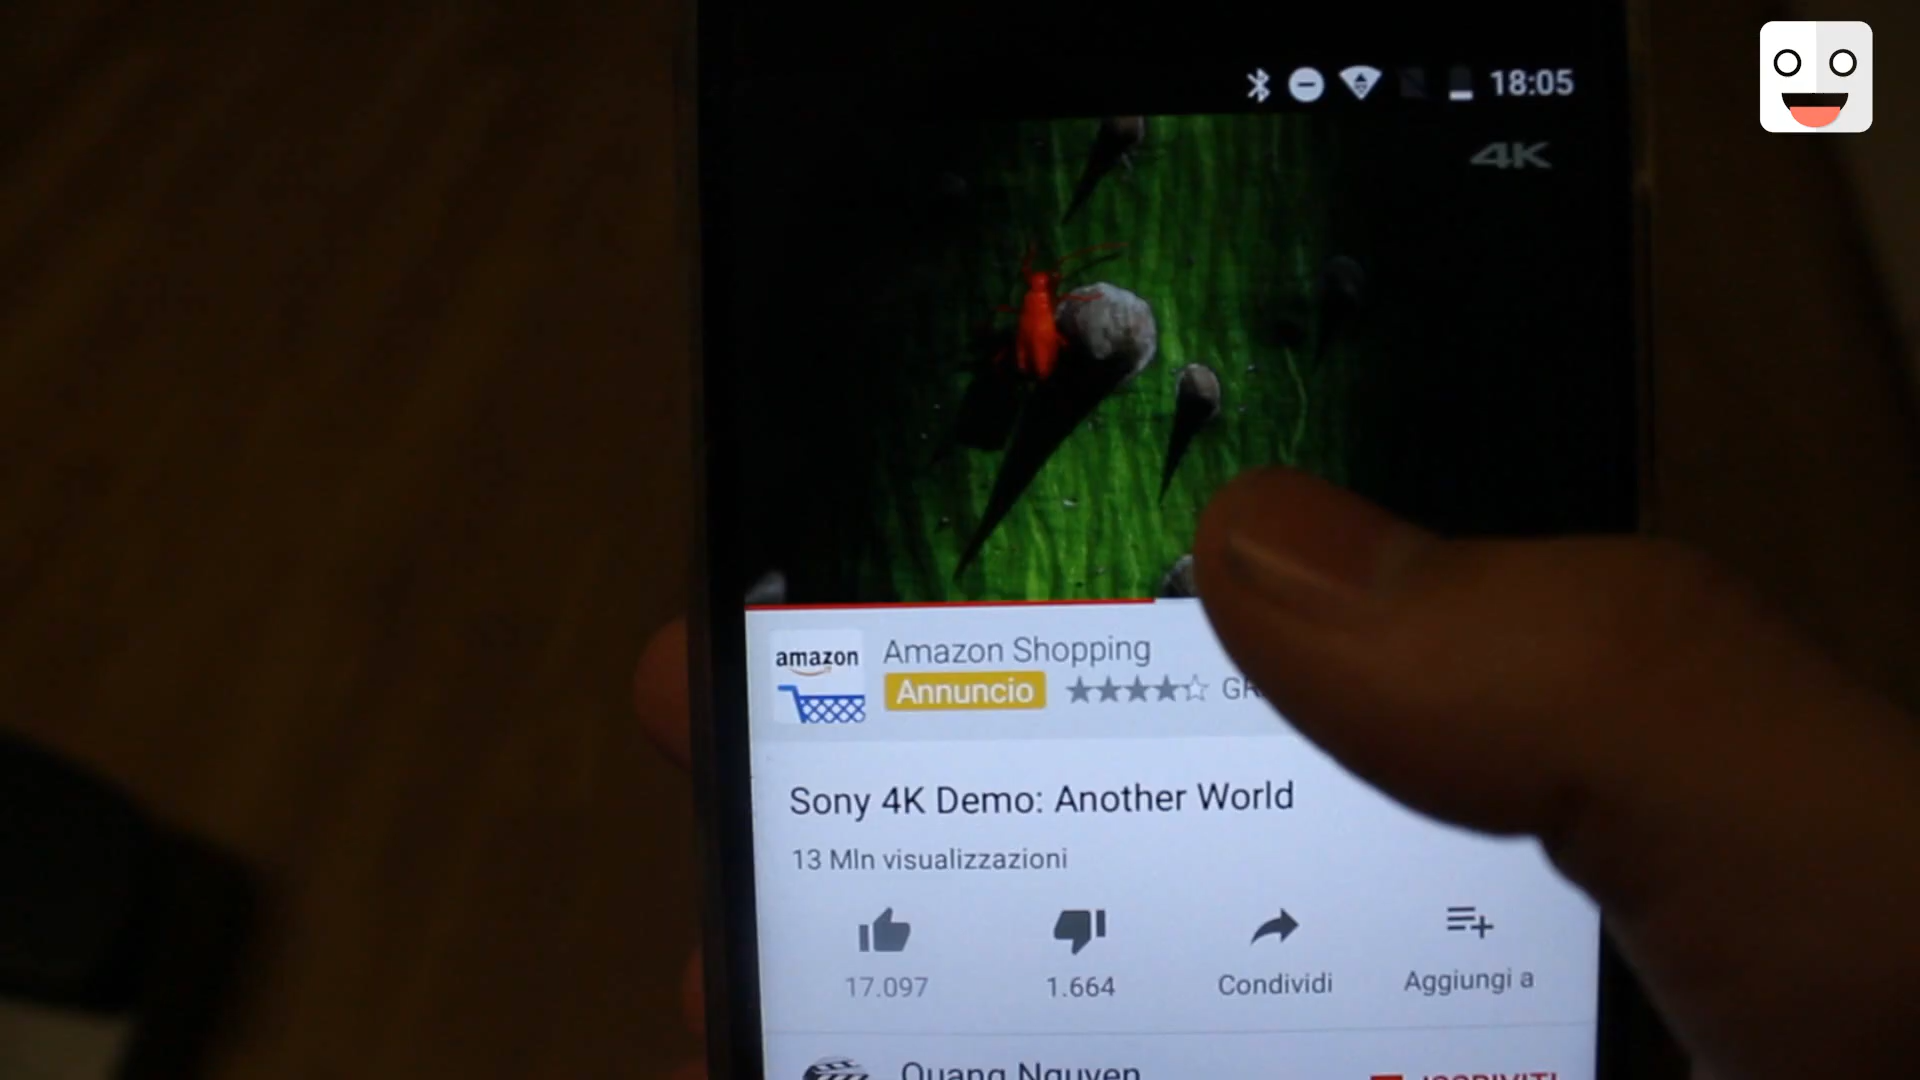 18:05
4K
amazon
Amazon Shopping
Annuncio
Sony 4K Demo: Another World
13 Mln visualizzazioni
17.097
1.664
Condividi
Aggiungi a
Quang Nguyen
ISCRIVITI